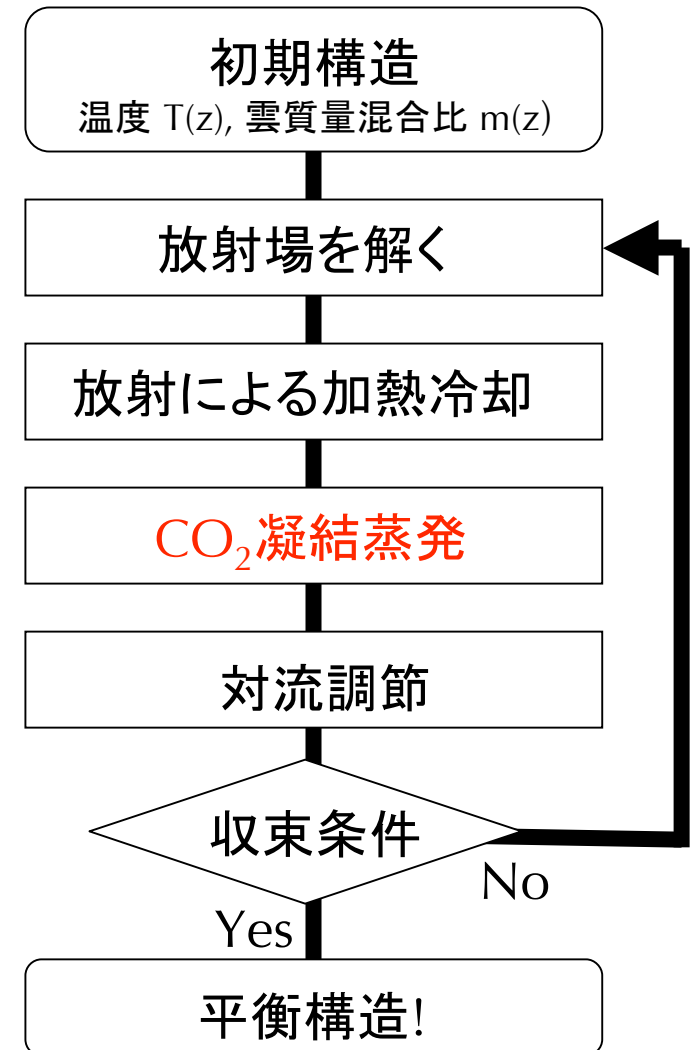 初期構造
温度 T(z), 雲質量混合比 m(z)
放射場を解く
放射による加熱冷却
CO₂凝結蒸発
対流調節
収束条件
No
Yes
平衡構造!